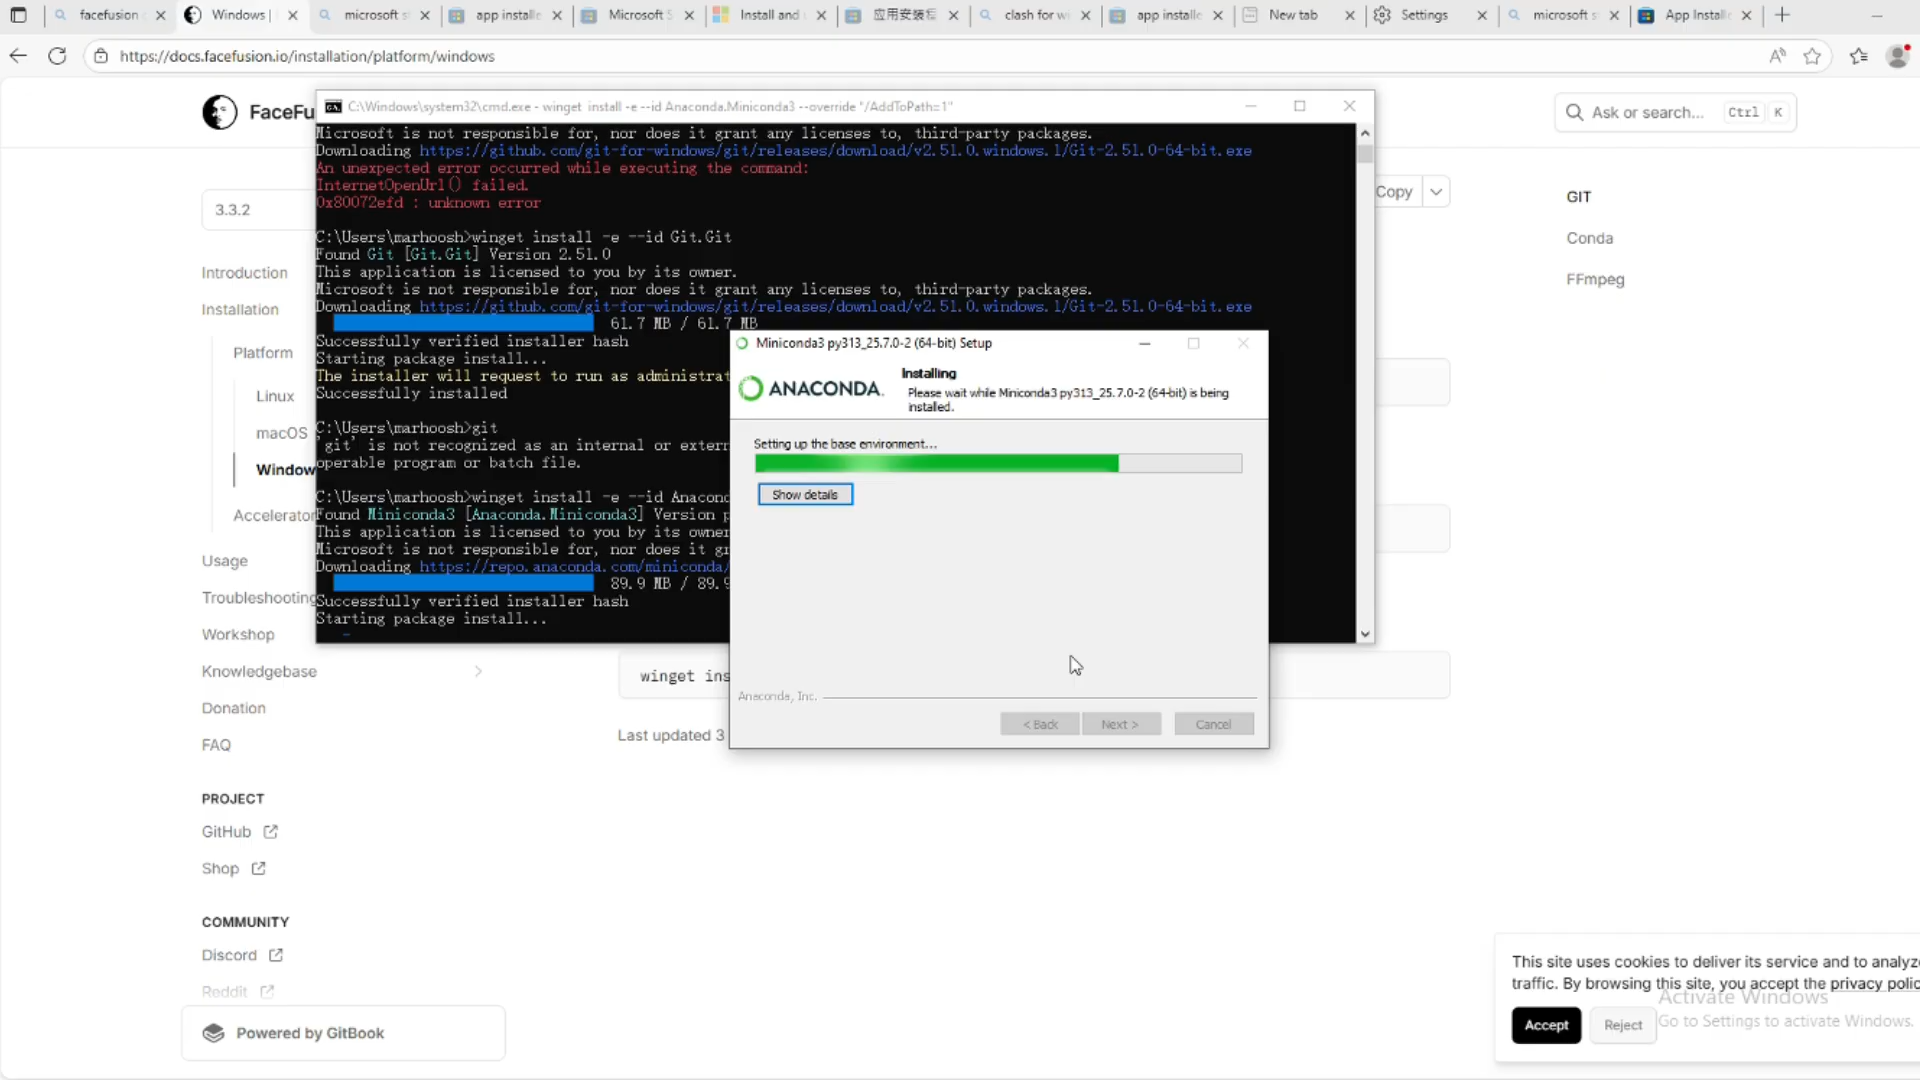 facefusion
Windows |
microsoft s
app installe
Microsoft S
Install and
应用安装程
clash for w
app installe
New tab
Settings
microsoft s
App Install
https://docs.facefusion.io/installation/platform/windows
FaceFu
Ask or search...
Ctrl
K
C:\Windows\system32\cmd.exe - winget install -e --id Anaconda.Miniconda3 --override "/AddToPath=1"
Microsoft is not responsible for, nor does it grant any licenses to, third-party packages.
Downloading https://github.com/git-for-windows/git/releases/download/v2.51.0.windows.1/Git-2.51.0-64-bit.exe
An unexpected error occurred while executing the command:
InternetOpenUrl() failed.
0x80072efd : unknown error
C:\Users\marhoosh>winget install -e --id Git.Git
Found Git [Git.Git] Version 2.51.0
This application is licensed to you by its owner.
Microsoft is not responsible for, nor does it grant any licenses to, third-party packages.
Downloading https://github.com/git-for-windows/git/releases/download/v2.51.0.windows.1/Git-2.51.0-64-bit.exe
61.7 MB / 61.7 MB
Successfully verified installer hash
Starting package install...
The installer will request to run as administrat
Successfully installed
C:\Users\marhoosh>git
'git' is not recognized as an internal or extern
operable program or batch file.
C:\Users\marhoosh>winget install -e --id Anacond
Found Miniconda3 [Anaconda.Miniconda3] Version p
This application is licensed to you by its owner
Microsoft is not responsible for, nor does it gr
Downloading https://repo.anaconda.com/miniconda/
89.9 MB / 89.9
Successfully verified installer hash
Starting package install...
Miniconda3 py313_25.7.0-2 (64-bit) Setup
ANACONDA.
Installing
Please wait while Miniconda3 py313_25.7.0-2 (64-bit) is being
installed.
Setting up the base environment...
Show details
Anaconda, Inc.
< Back
Next >
Cancel
3.3.2
Introduction
Installation
Platform
Linux
macOS
Window
Accelerator
Usage
Troubleshooting
Workshop
Knowledgebase
Donation
FAQ
PROJECT
GitHub
Shop
COMMUNITY
Discord
Reddit
Powered by GitBook
Copy
winget ins
Last updated 3
GIT
Conda
FFmpeg
This site uses cookies to deliver its service and to analyze
traffic. By browsing this site, you accept the privacy polic
Accept
Reject
Activate Windows
Go to Settings to activate Windows.